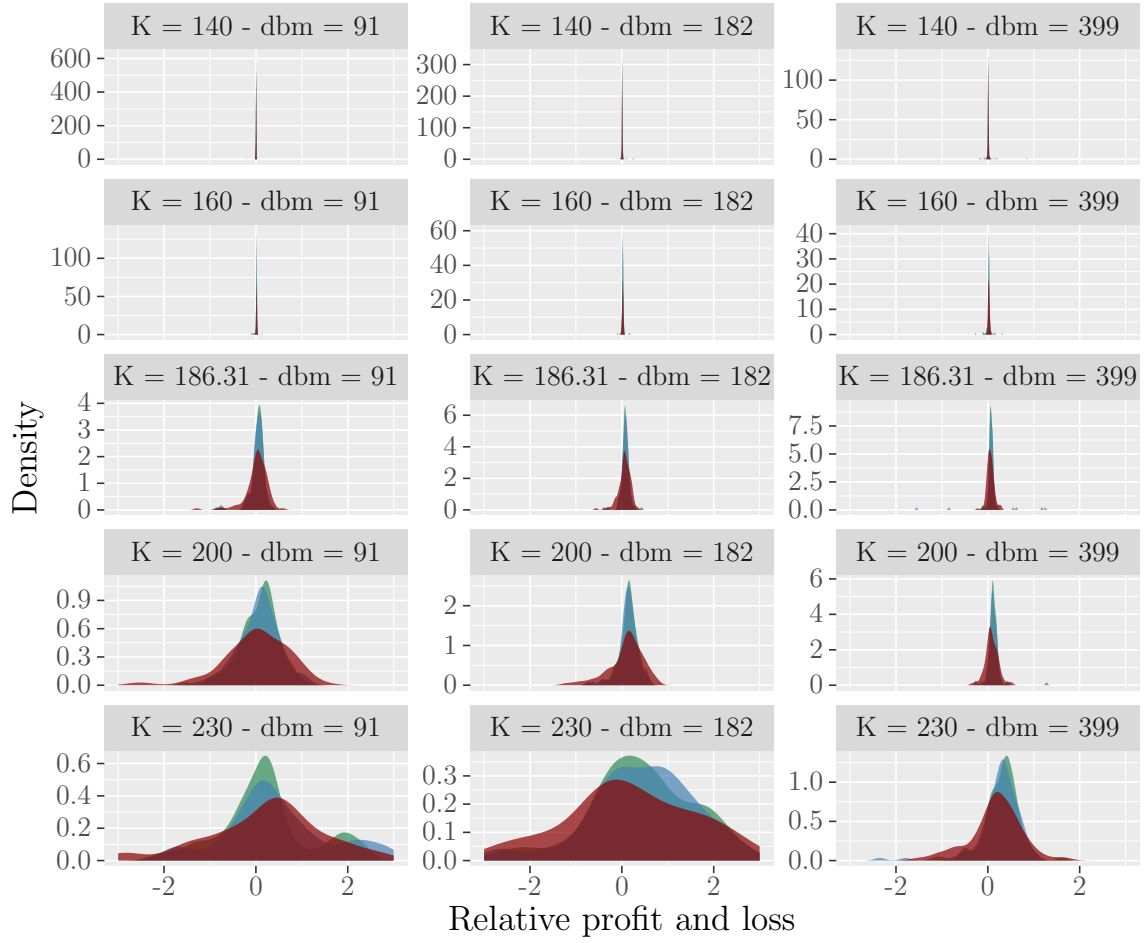 K = 140 - dbm = 91
K = 140 - dbm = 182
K = 140 - dbm = 399
600
400
200
0
300
200
100
0
100
50
0
K = 160 - dbm = 91
K = 160 - dbm = 182
K = 160 - dbm = 399
100
50
0
60
40
20
0
40
30
20
10
0
K = 186.31 - dbm = 91
K = 186.31 - dbm = 182
K = 186.31 - dbm = 399
4
3
2
1
0
6
4
2
0
7.5
5.0
2.5
0.0
Density
K = 200 - dbm = 91
K = 200 - dbm = 182
K = 200 - dbm = 399
0.9
0.6
0.3
0.0
2
1
0
6
4
2
0
K = 230 - dbm = 91
K = 230 - dbm = 182
K = 230 - dbm = 399
0.6
0.4
0.2
0.0
0.3
0.2
0.1
0.0
1.0
0.5
0.0
-2 0 2
-2 0 2
-2 0 2
Relative profit and loss